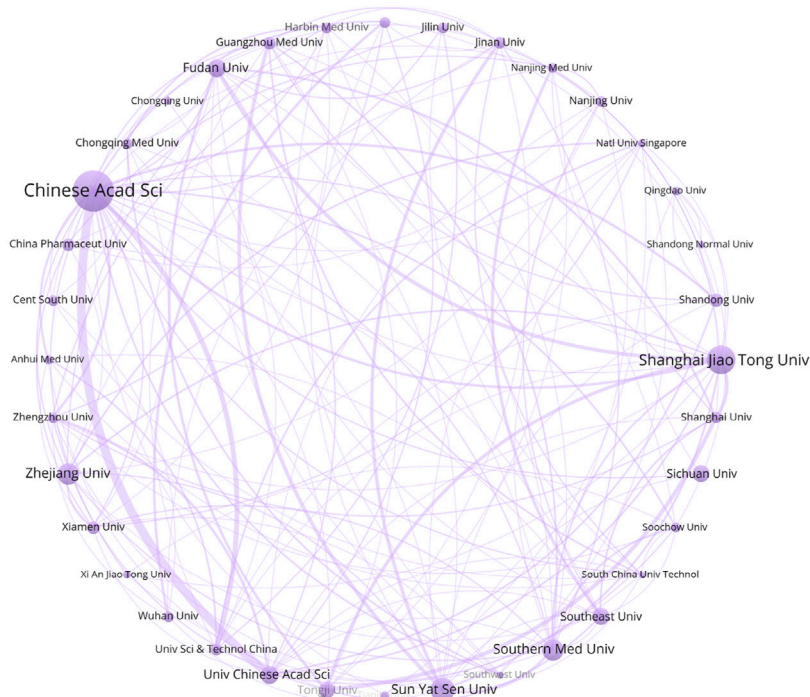 Harbin Med Univ
Jilin Univ
Guangzhou Med Univ
Jinan Univ
Fudan Univ
Nanjing Med Univ
Chongqing Univ
Nanjing Univ
Chongqing Med Univ
Natl Univ Singapore
Chinese Acad Sci
Qingdao Univ
China Pharmaceut Univ
Shandong Normal Univ
Cent South Univ
Shandong Univ
Anhui Med Univ
Shanghai Jiao Tong Univ
Zhengzhou Univ
Shanghai Univ
Zhejiang Univ
Sichuan Univ
Xiamen Univ
Soochow Univ
Xi An Jiao Tong Univ
South China Univ Technol
Wuhan Univ
Southeast Univ
Univ Sci & Technol China
Southern Med Univ
Univ Chinese Acad Sci
Southwest Univ
Tongji Univ
Sun Yat Sen Univ